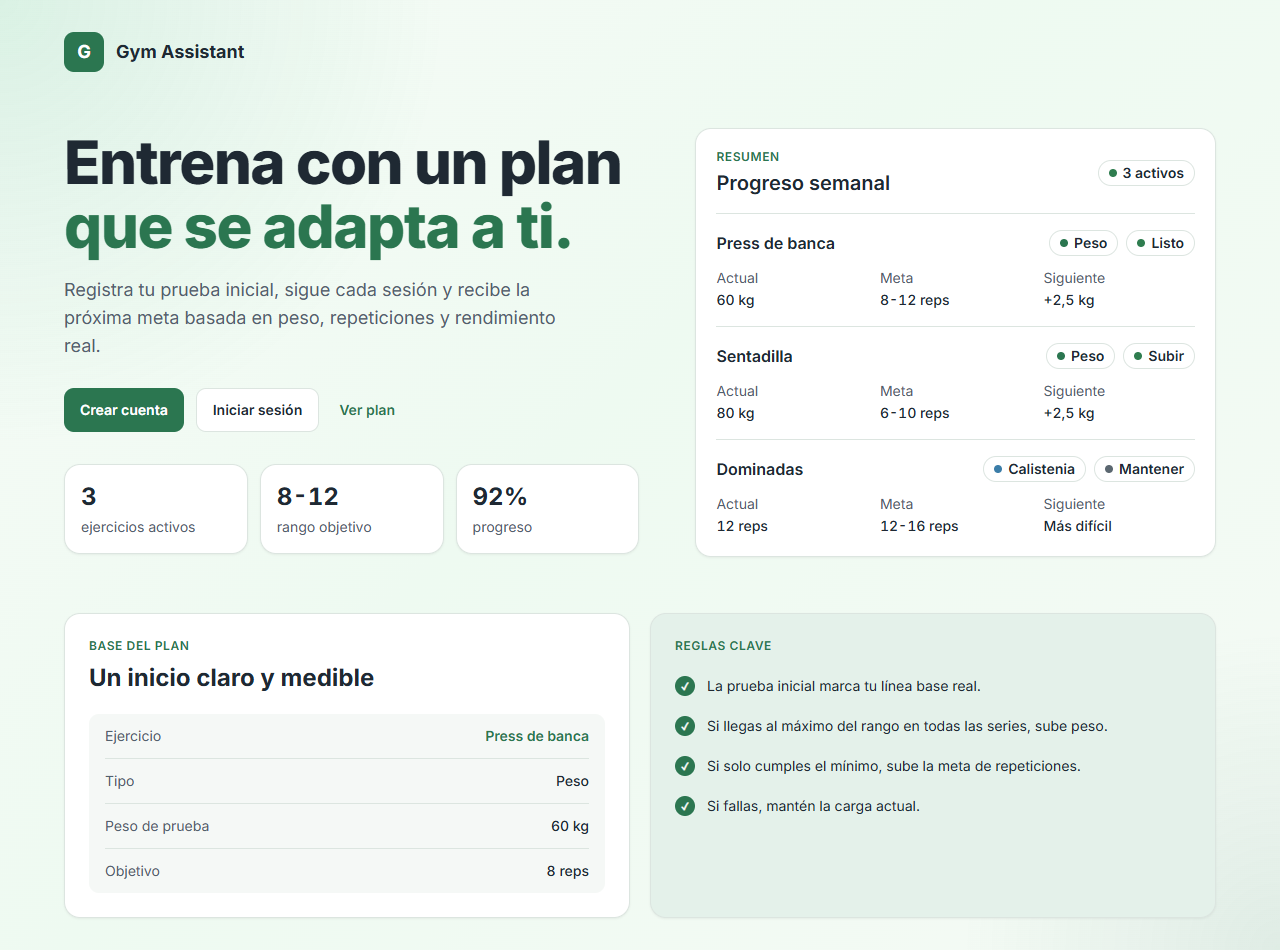 G Gym Assistant
Entrena con un plan
que se adapta a ti.
Registra tu prueba inicial, sigue cada sesión y recibe la
próxima meta basada en peso, repeticiones y rendimiento
real.
Crear cuenta Iniciar sesión Ver plan
3
ejercicios activos
8-12
rango objetivo
92%
progreso
RESUMEN
Progreso semanal
3 activos
Press de banca Peso Listo
Actual Meta Siguiente
60 kg 8-12 reps +2,5 kg
Sentadilla Peso Subir
Actual Meta Siguiente
80 kg 6-10 reps +2,5 kg
Dominadas Calistenia Mantener
Actual Meta Siguiente
12 reps 12-16 reps Más difícil
BASE DEL PLAN
Un inicio claro y medible
Ejercicio Press de banca
Tipo Peso
Peso de prueba 60 kg
Objetivo 8 reps
REGLAS CLAVE
La prueba inicial marca tu línea base real.
Si llegas al máximo del rango en todas las series, sube peso.
Si solo cumples el mínimo, sube la meta de repeticiones.
Si fallas, mantén la carga actual.